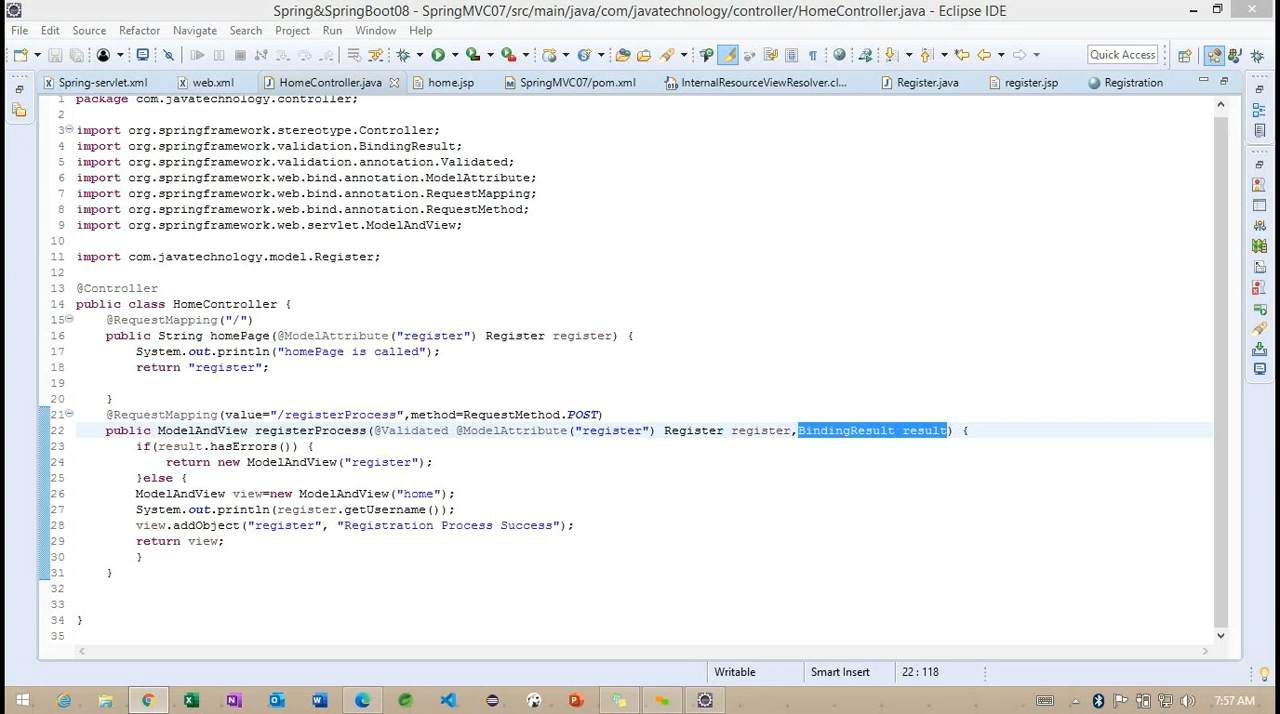 Spring&SpringBoot08 - SpringMVC07/src/main/java/com/javatechnology/controller/HomeController.java - Eclipse IDE
File Edit Source Refactor Navigate Search Project Run Window Help
Quick Access
Spring-servlet.xml web.xml HomeController.java home.jsp SpringMVC07/pom.xml InternalResourceViewResolver.cl... Register.java register.jsp Registration
1 package com.javatechnology.controller;
2
3 import org.springframework.stereotype.Controller;
4 import org.springframework.validation.BindingResult;
5 import org.springframework.validation.annotation.Validated;
6 import org.springframework.web.bind.annotation.ModelAttribute;
7 import org.springframework.web.bind.annotation.RequestMapping;
8 import org.springframework.web.bind.annotation.RequestMethod;
9 import org.springframework.web.servlet.ModelAndView;
10
11 import com.javatechnology.model.Register;
12
13 @Controller
14 public class HomeController {
15 @RequestMapping("/")
16 public String homePage(@ModelAttribute("register") Register register) {
17 System.out.println("homePage is called");
18 return "register";
19
20 }
21 @RequestMapping(value="/registerProcess",method=RequestMethod.POST)
22 public ModelAndView registerProcess(@Validated @ModelAttribute("register") Register register,BindingResult result) {
23 if(result.hasErrors()) {
24 return new ModelAndView("register");
25 }else {
26 ModelAndView view=new ModelAndView("home");
27 System.out.println(register.getUsername());
28 view.addObject("register", "Registration Process Success");
29 return view;
30 }
31 }
32
33
34 }
35
Writable Smart Insert 22 : 118
7:57 AM